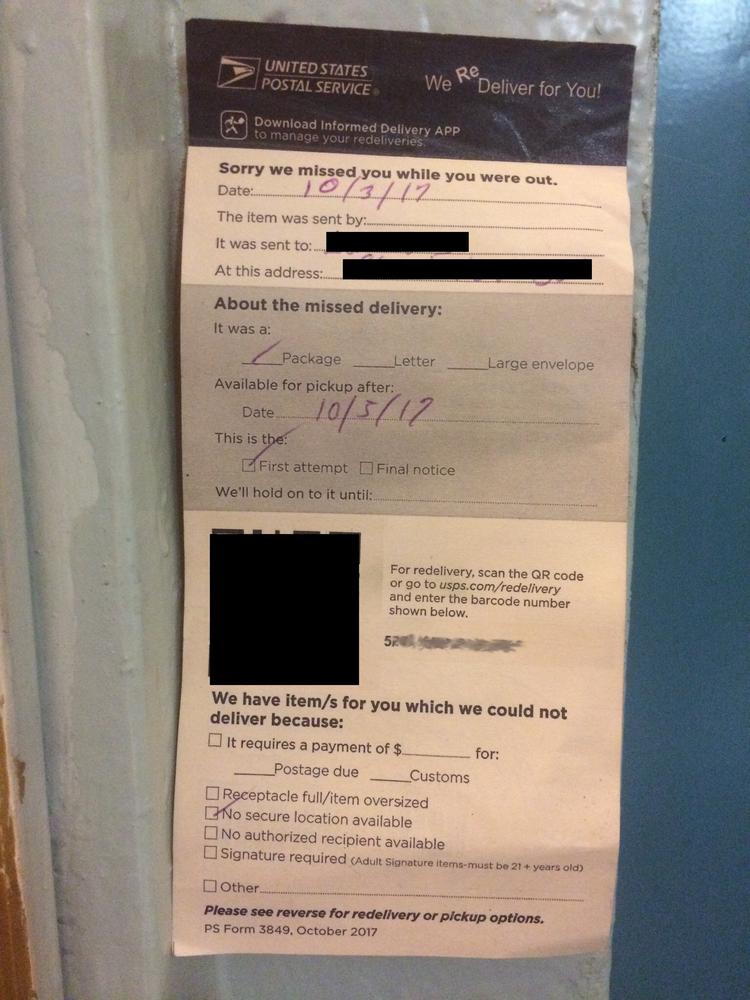 UNITED STATES
POSTAL SERVICE®
We Re Deliver for You!
Download Informed Delivery APP
to manage your redeliveries.
Sorry we missed you while you were out.
Date: 10/3/17
The item was sent by:
It was sent to:
At this address:
About the missed delivery:
It was a:
Package Letter Large envelope
Available for pickup after:
Date 10/5/17
This is the:
First attempt Final notice
We'll hold on to it until:
For redelivery, scan the QR code
or go to usps.com/redelivery
and enter the barcode number
shown below.
We have item/s for you which we could not
deliver because:
It requires a payment of $ for:
Postage due Customs
Receptacle full/item oversized
No secure location available
No authorized recipient available
Signature required (Adult Signature items-must be 21 + years old)
Other
Please see reverse for redelivery or pickup options.
PS Form 3849, October 2017